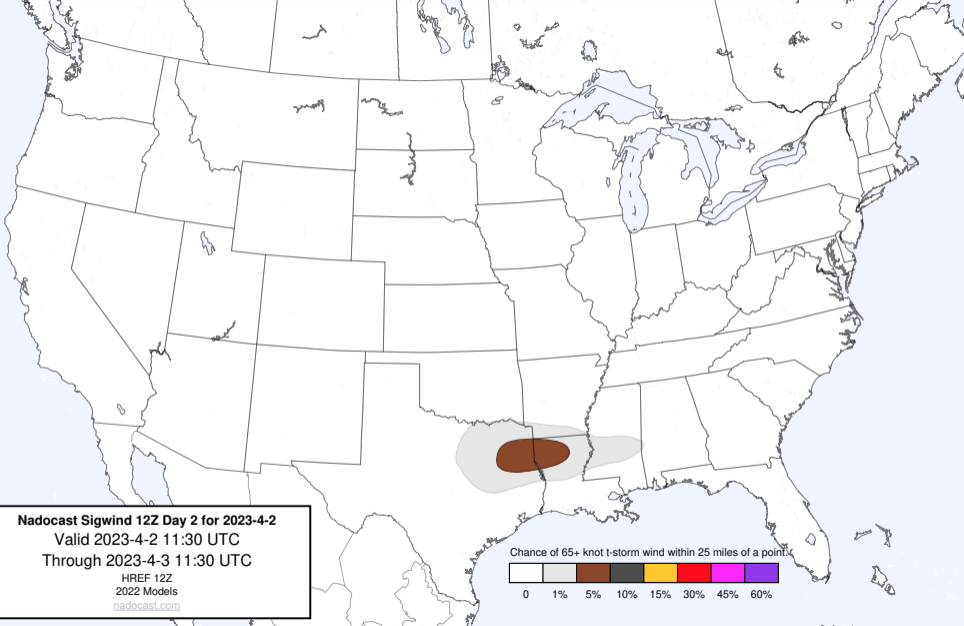 Nadocast Sigwind 12Z Day 2 for 2023-4-2
Valid 2023-4-2 11:30 UTC
Through 2023-4-3 11:30 UTC
HREF 12Z
2022 Models
nadocast.com
Chance of 65+ knot t-storm wind within 25 miles of a point.
0 1% 5% 10% 15% 30% 45% 60%